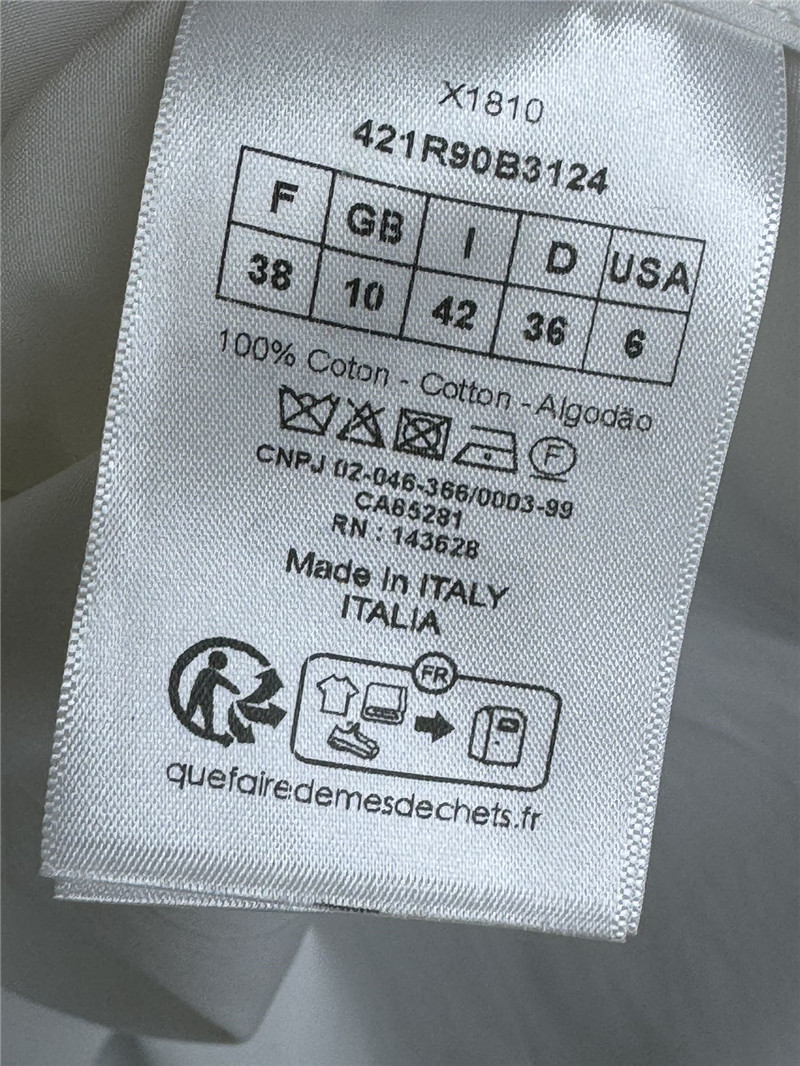 X1810
421R90B3124
F GB I D USA
38 10 42 36 6
100% Coton - Cotton - Algodão
F
CNPJ 02-046-366/0003-99
CA65281
RN : 143628
Made In ITALY
ITALIA
FR
quefairedemesdechets.fr